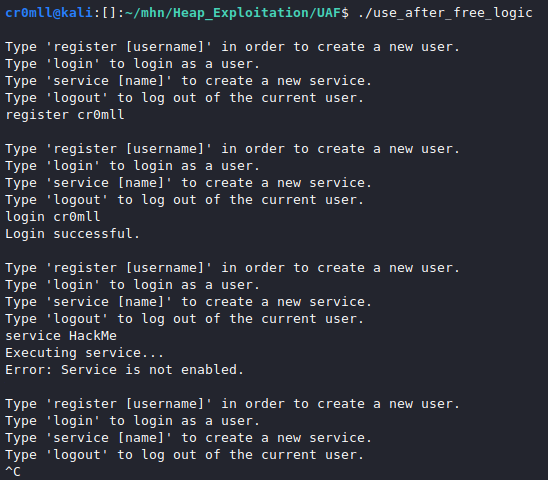 cr0mll@kali:[]:~/mhn/Heap_Exploitation/UAF$ ./use_after_free_logic
Type 'register [username]' in order to create a new user.
Type 'login' to login as a user.
Type 'service [name]' to create a new service.
Type 'logout' to log out of the current user.
register cr0mll
Type 'register [username]' in order to create a new user.
Type 'login' to login as a user.
Type 'service [name]' to create a new service.
Type 'logout' to log out of the current user.
login cr0mll
Login successful.
Type 'register [username]' in order to create a new user.
Type 'login' to login as a user.
Type 'service [name]' to create a new service.
Type 'logout' to log out of the current user.
service HackMe
Executing service...
Error: Service is not enabled.
Type 'register [username]' in order to create a new user.
Type 'login' to login as a user.
Type 'service [name]' to create a new service.
Type 'logout' to log out of the current user.
^C